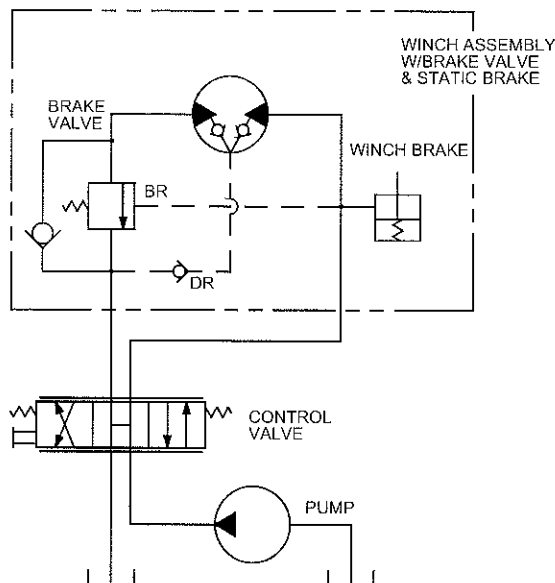 WINCH ASSEMBLY
W/BRAKE VALVE
& STATIC BRAKE
BRAKE
VALVE
WINCH BRAKE
BR
DR
CONTROL
VALVE
PUMP